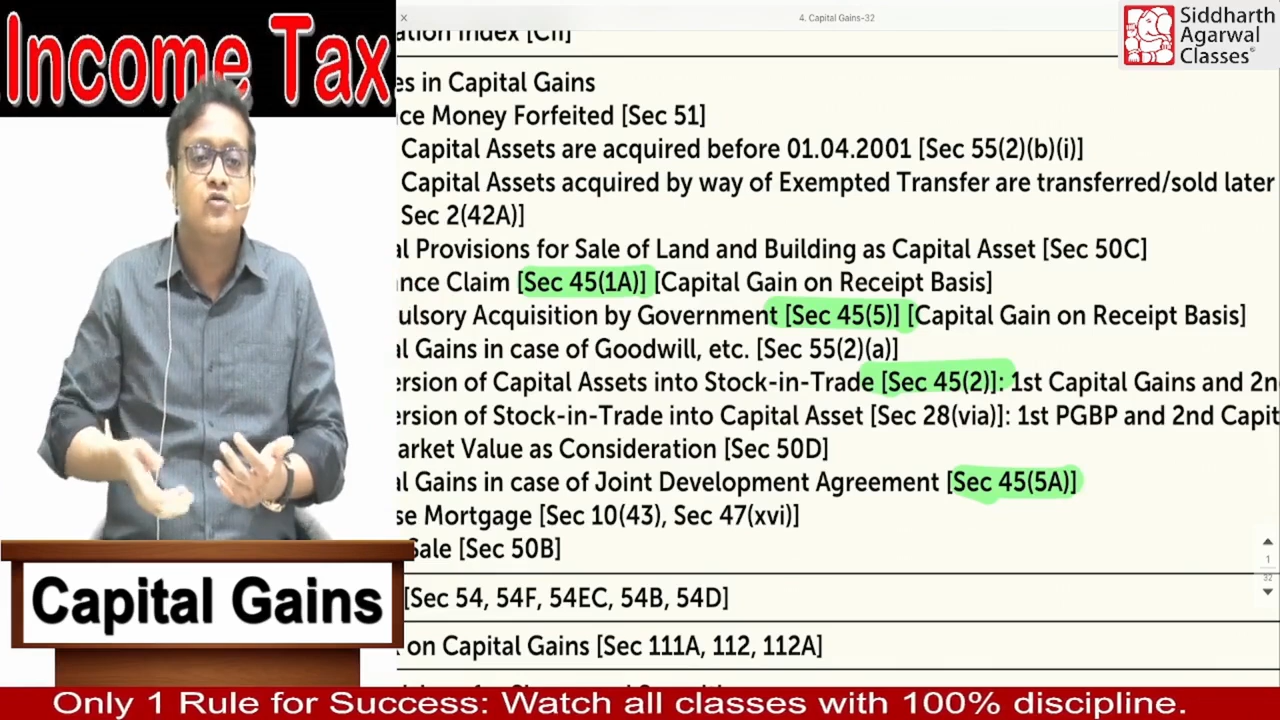 Income Tax
×
4. Capital Gains-32
Siddharth
Agarwal
Classes
ation Index [CII]
es in Capital Gains
ce Money Forfeited [Sec 51]
Capital Assets are acquired before 01.04.2001 [Sec 55(2)(b)(i)]
Capital Assets acquired by way of Exempted Transfer are transferred/sold later
Sec 2(42A)]
al Provisions for Sale of Land and Building as Capital Asset [Sec 50C]
nce Claim [Sec 45(1A)] [Capital Gain on Receipt Basis]
ulsory Acquisition by Government [Sec 45(5)] [Capital Gain on Receipt Basis]
al Gains in case of Goodwill, etc. [Sec 55(2)(a)]
ersion of Capital Assets into Stock-in-Trade [Sec 45(2)]: 1st Capital Gains and 2n
ersion of Stock-in-Trade into Capital Asset [Sec 28(via)]: 1st PGBP and 2nd Capit
arket Value as Consideration [Sec 50D]
al Gains in case of Joint Development Agreement [Sec 45(5A)]
se Mortgage [Sec 10(43), Sec 47(xvi)]
Sale [Sec 50B]
1
32
[Sec 54, 54F, 54EC, 54B, 54D]
on Capital Gains [Sec 111A, 112, 112A]
Capital Gains
Only 1 Rule for Success: Watch all classes with 100% discipline.